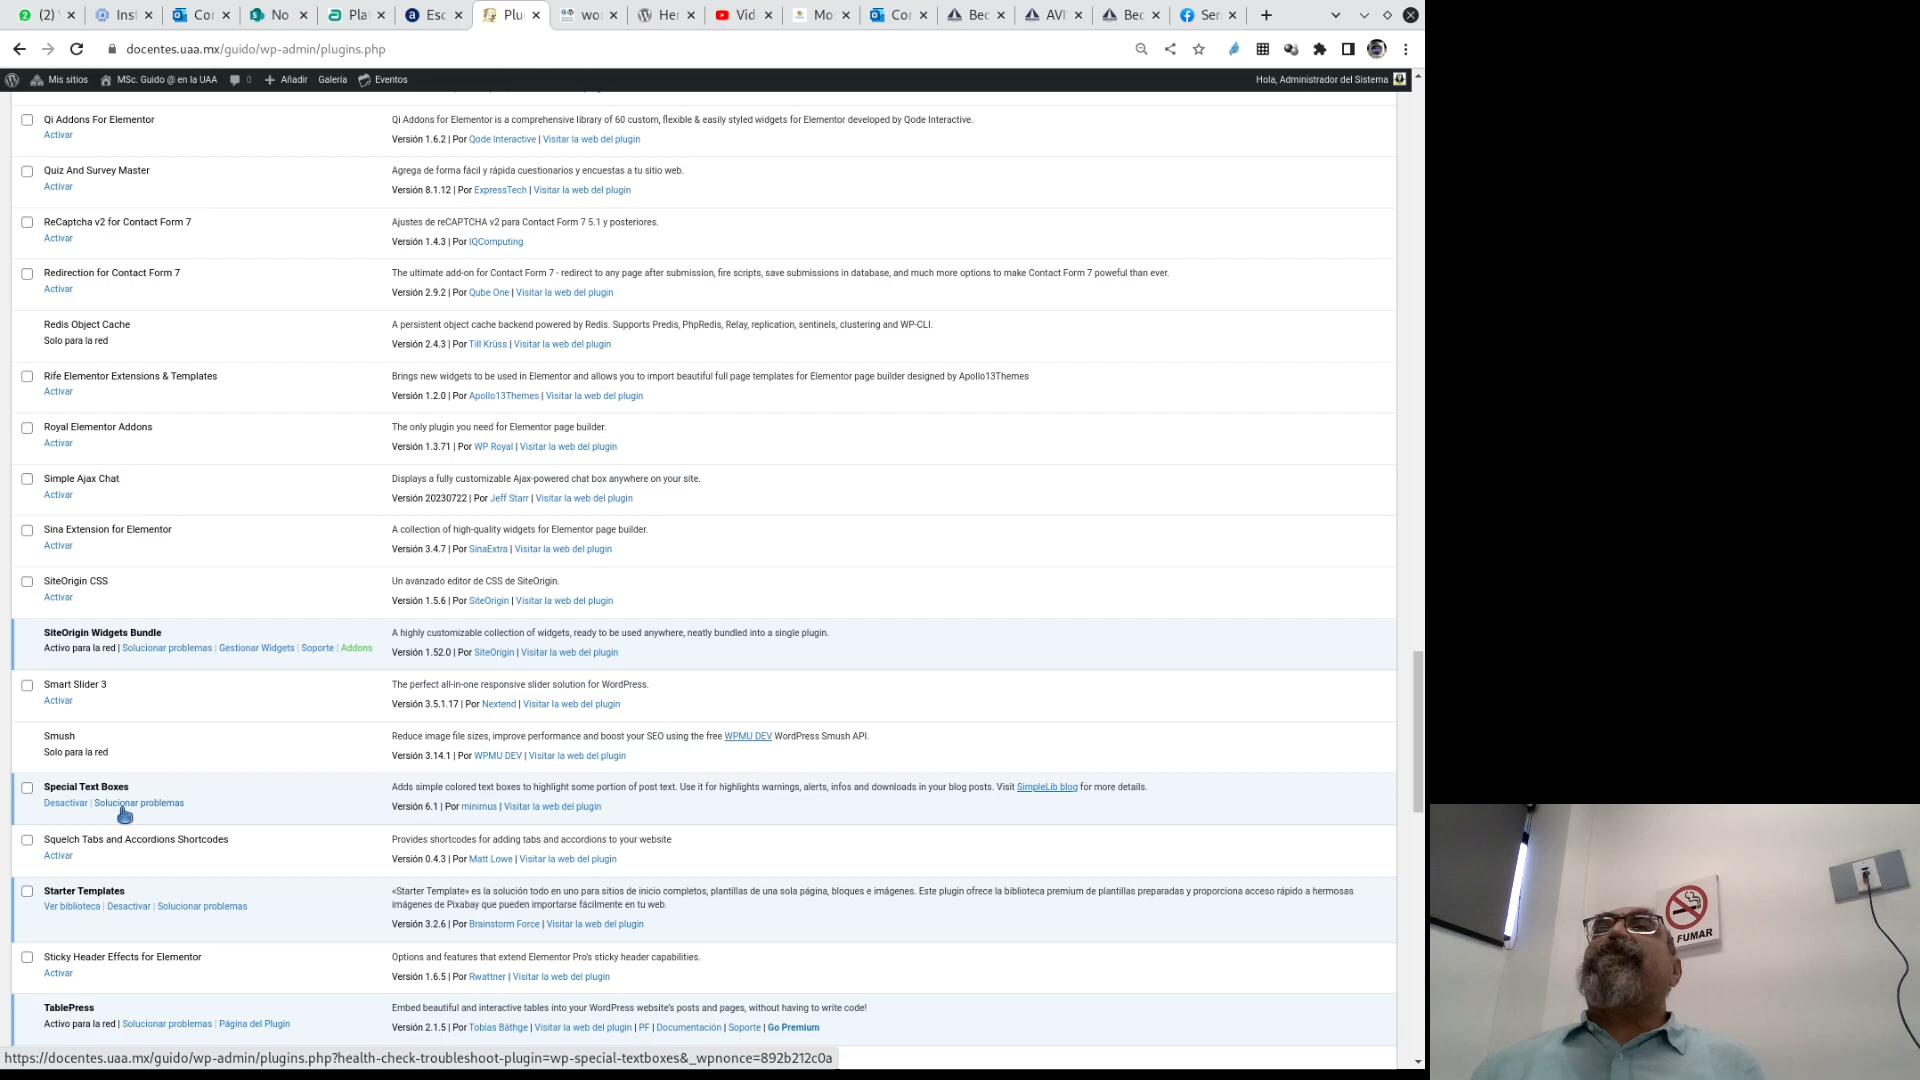 (2)
Inst
Cor
No
Pla
Esc
Plu
wor
Her
Vid
Mo
Cor
Bec
AVI
Bec
Ser
docentes.uaa.mx/guido/wp-admin/plugins.php
Mis sitios MSc. Guido @ en la UAA 0 Añadir Galería Eventos Hola, Administrador del Sistema
Qi Addons For Elementor
Activar
Qi Addons for Elementor is a comprehensive library of 60 custom, flexible & easily styled widgets for Elementor developed by Qode Interactive.
Versión 1.6.2 | Por Qode Interactive | Visitar la web del plugin
Quiz And Survey Master
Activar
Agrega de forma fácil y rápida cuestionarios y encuestas a tu sitio web.
Versión 8.1.12 | Por ExpressTech | Visitar la web del plugin
ReCaptcha v2 for Contact Form 7
Activar
Ajustes de reCAPTCHA v2 para Contact Form 7 5.1 y posteriores.
Versión 1.4.3 | Por IQComputing
Redirection for Contact Form 7
Activar
The ultimate add-on for Contact Form 7 - redirect to any page after submission, fire scripts, save submissions in database, and much more options to make Contact Form 7 poweful than ever.
Versión 2.9.2 | Por Qube One | Visitar la web del plugin
Redis Object Cache
Solo para la red
A persistent object cache backend powered by Redis. Supports Predis, PhpRedis, Relay, replication, sentinels, clustering and WP-CLI.
Versión 2.4.3 | Por Till Krüss | Visitar la web del plugin
Rife Elementor Extensions & Templates
Activar
Brings new widgets to be used in Elementor and allows you to import beautiful full page templates for Elementor page builder designed by Apollo13Themes
Versión 1.2.0 | Por Apollo13Themes | Visitar la web del plugin
Royal Elementor Addons
Activar
The only plugin you need for Elementor page builder.
Versión 1.3.71 | Por WP Royal | Visitar la web del plugin
Simple Ajax Chat
Activar
Displays a fully customizable Ajax-powered chat box anywhere on your site.
Versión 20230722 | Por Jeff Starr | Visitar la web del plugin
Sina Extension for Elementor
Activar
A collection of high-quality widgets for Elementor page builder.
Versión 3.4.7 | Por SinaExtra | Visitar la web del plugin
SiteOrigin CSS
Activar
Un avanzado editor de CSS de SiteOrigin.
Versión 1.5.6 | Por SiteOrigin | Visitar la web del plugin
SiteOrigin Widgets Bundle
Activo para la red | Solucionar problemas | Gestionar Widgets | Soporte | Addons
A highly customizable collection of widgets, ready to be used anywhere, neatly bundled into a single plugin.
Versión 1.52.0 | Por SiteOrigin | Visitar la web del plugin
Smart Slider 3
Activar
The perfect all-in-one responsive slider solution for WordPress.
Versión 3.5.1.17 | Por Nextend | Visitar la web del plugin
Smush
Solo para la red
Reduce image file sizes, improve performance and boost your SEO using the free WPMU DEV WordPress Smush API.
Versión 3.14.1 | Por WPMU DEV | Visitar la web del plugin
Special Text Boxes
Desactivar | Solucionar problemas
Adds simple colored text boxes to highlight some portion of post text. Use it for highlights warnings, alerts, infos and downloads in your blog posts. Visit SimpleLib blog for more details.
Versión 6.1 | Por minimus | Visitar la web del plugin
Squelch Tabs and Accordions Shortcodes
Activar
Provides shortcodes for adding tabs and accordions to your website
Versión 0.4.3 | Por Matt Lowe | Visitar la web del plugin
Starter Templates
Ver biblioteca | Desactivar | Solucionar problemas
«Starter Template» es la solución todo en uno para sitios de inicio completos, plantillas de una sola página, bloques e imágenes. Este plugin ofrece la biblioteca premium de plantillas preparadas y proporciona acceso rápido a hermosas
imágenes de Pixabay que pueden importarse fácilmente en tu web.
Versión 3.2.6 | Por Brainstorm Force | Visitar la web del plugin
Sticky Header Effects for Elementor
Activar
Options and features that extend Elementor Pro's sticky header capabilities.
Versión 1.6.5 | Por Rwattner | Visitar la web del plugin
TablePress
Activo para la red | Solucionar problemas | Página del Plugin
Embed beautiful and interactive tables into your WordPress website's posts and pages, without having to write code!
Versión 2.1.5 | Por Tobias Bäthge | Visitar la web del plugin | PF | Documentación | Soporte | Go Premium
https://docentes.uaa.mx/guido/wp-admin/plugins.php?health-check-troubleshoot-plugin=wp-special-textboxes&_wpnonce=892b212c0a
FUMAR